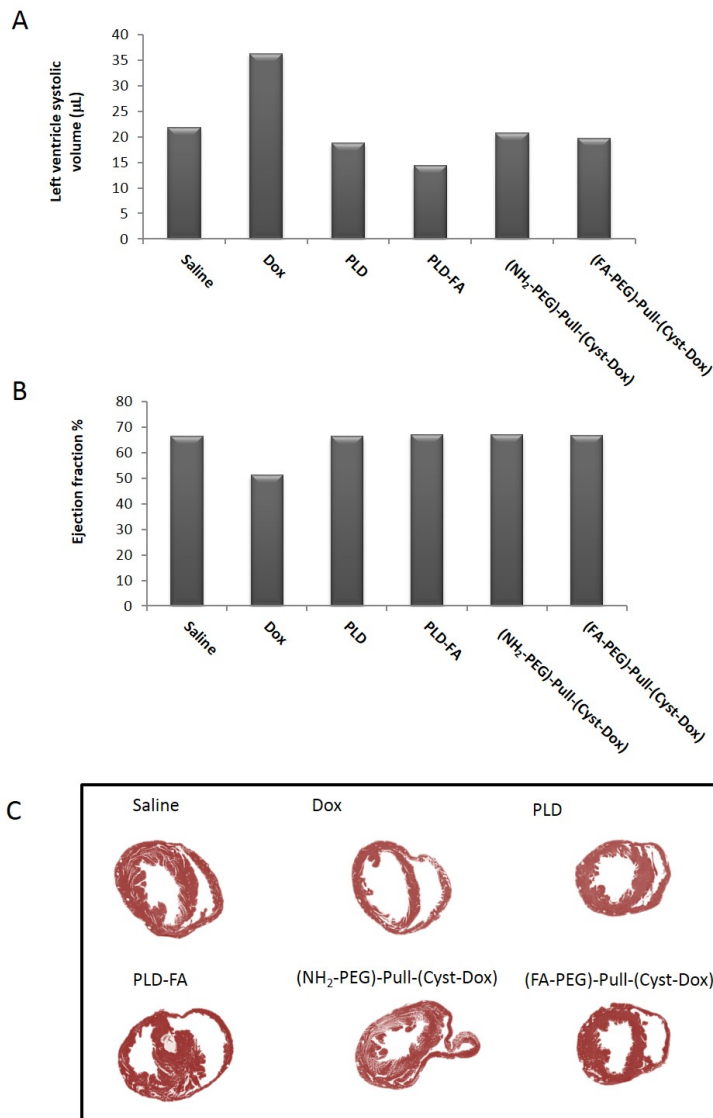 A
Left ventricle systolic
volume (µL)
40
35
30
25
20
15
10
5
0
Saline
Dox
PLD
PLD-FA
(NH₂-PEG)-Pull-(Cyst-Dox)
(FA-PEG)-Pull-(Cyst-Dox)
B
Ejection fraction %
80
70
60
50
40
30
20
10
0
Saline
Dox
PLD
PLD-FA
(NH₂-PEG)-Pull-(Cyst-Dox)
(FA-PEG)-Pull-(Cyst-Dox)
C
Saline
Dox
PLD
PLD-FA
(NH₂-PEG)-Pull-(Cyst-Dox)
(FA-PEG)-Pull-(Cyst-Dox)